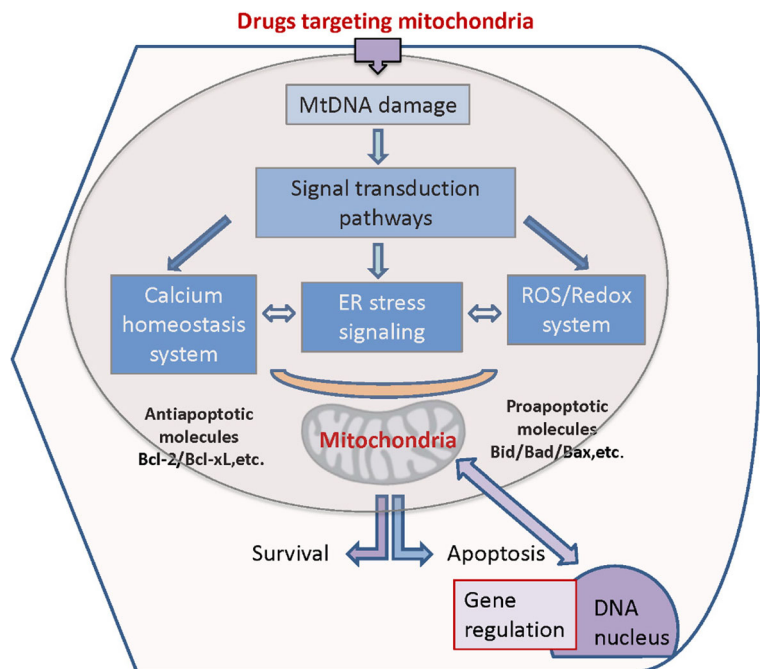 Drugs targeting mitochondria
MtDNA damage
Signal transduction
pathways
Calcium
homeostasis
system
ER stress
signaling
ROS/Redox
system
Antiapoptotic
molecules
Bcl-2/Bcl-xL,etc.
Mitochondria
Proapoptotic
molecules
Bid/Bad/Bax,etc.
Survival
Apoptosis
Gene
regulation
DNA
nucleus